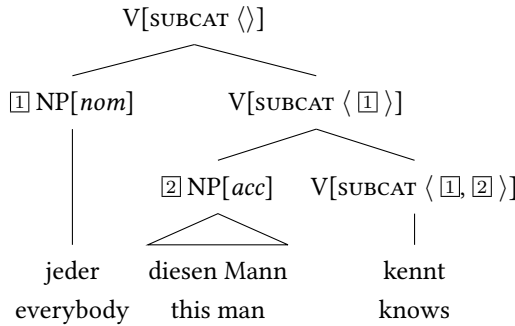 V[SUBCAT ⟨⟩]
1 NP[nom] V[SUBCAT ⟨ 1 ⟩]
2 NP[acc] V[SUBCAT ⟨ 1, 2 ⟩]
jeder diesen Mann kennt
everybody this man knows